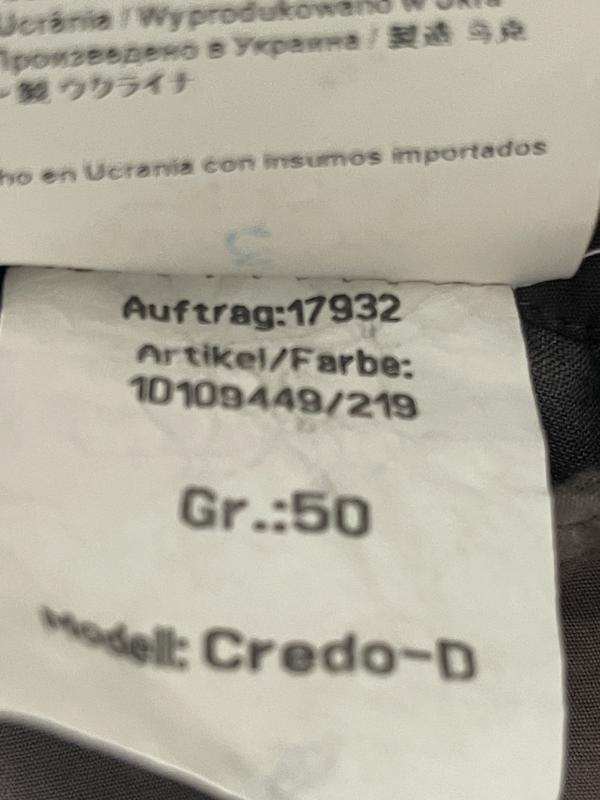 Ucrânia / Wyprodukowano w Ukra
Произведено в Украина / 製造 乌克
製 ウクライナ
ho en Ucrania con insumos importados
Auftrag:17932
Artikel/Farbe:
10109449/219
Gr.:50
Modell: Credo-D